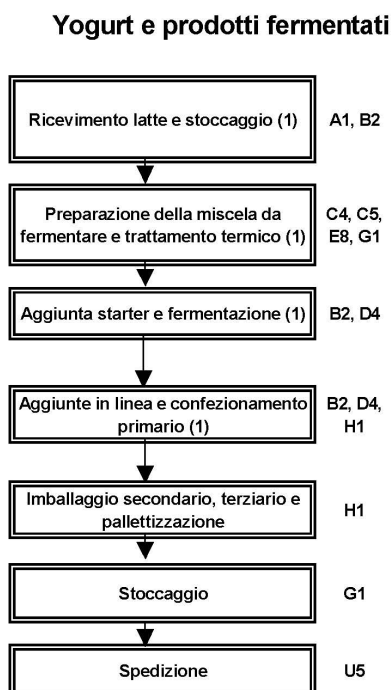 Yogurt e prodotti fermentati
Ricevimento latte e stoccaggio (1)
A1, B2
Preparazione della miscela da
fermentare e trattamento termico (1)
C4, C5,
E8, G1
Aggiunta starter e fermentazione (1)
B2, D4
Aggiunte in linea e confezionamento
primario (1)
B2, D4,
H1
Imballaggio secondario, terziario e
pallettizzazione
H1
Stoccaggio
G1
Spedizione
U5